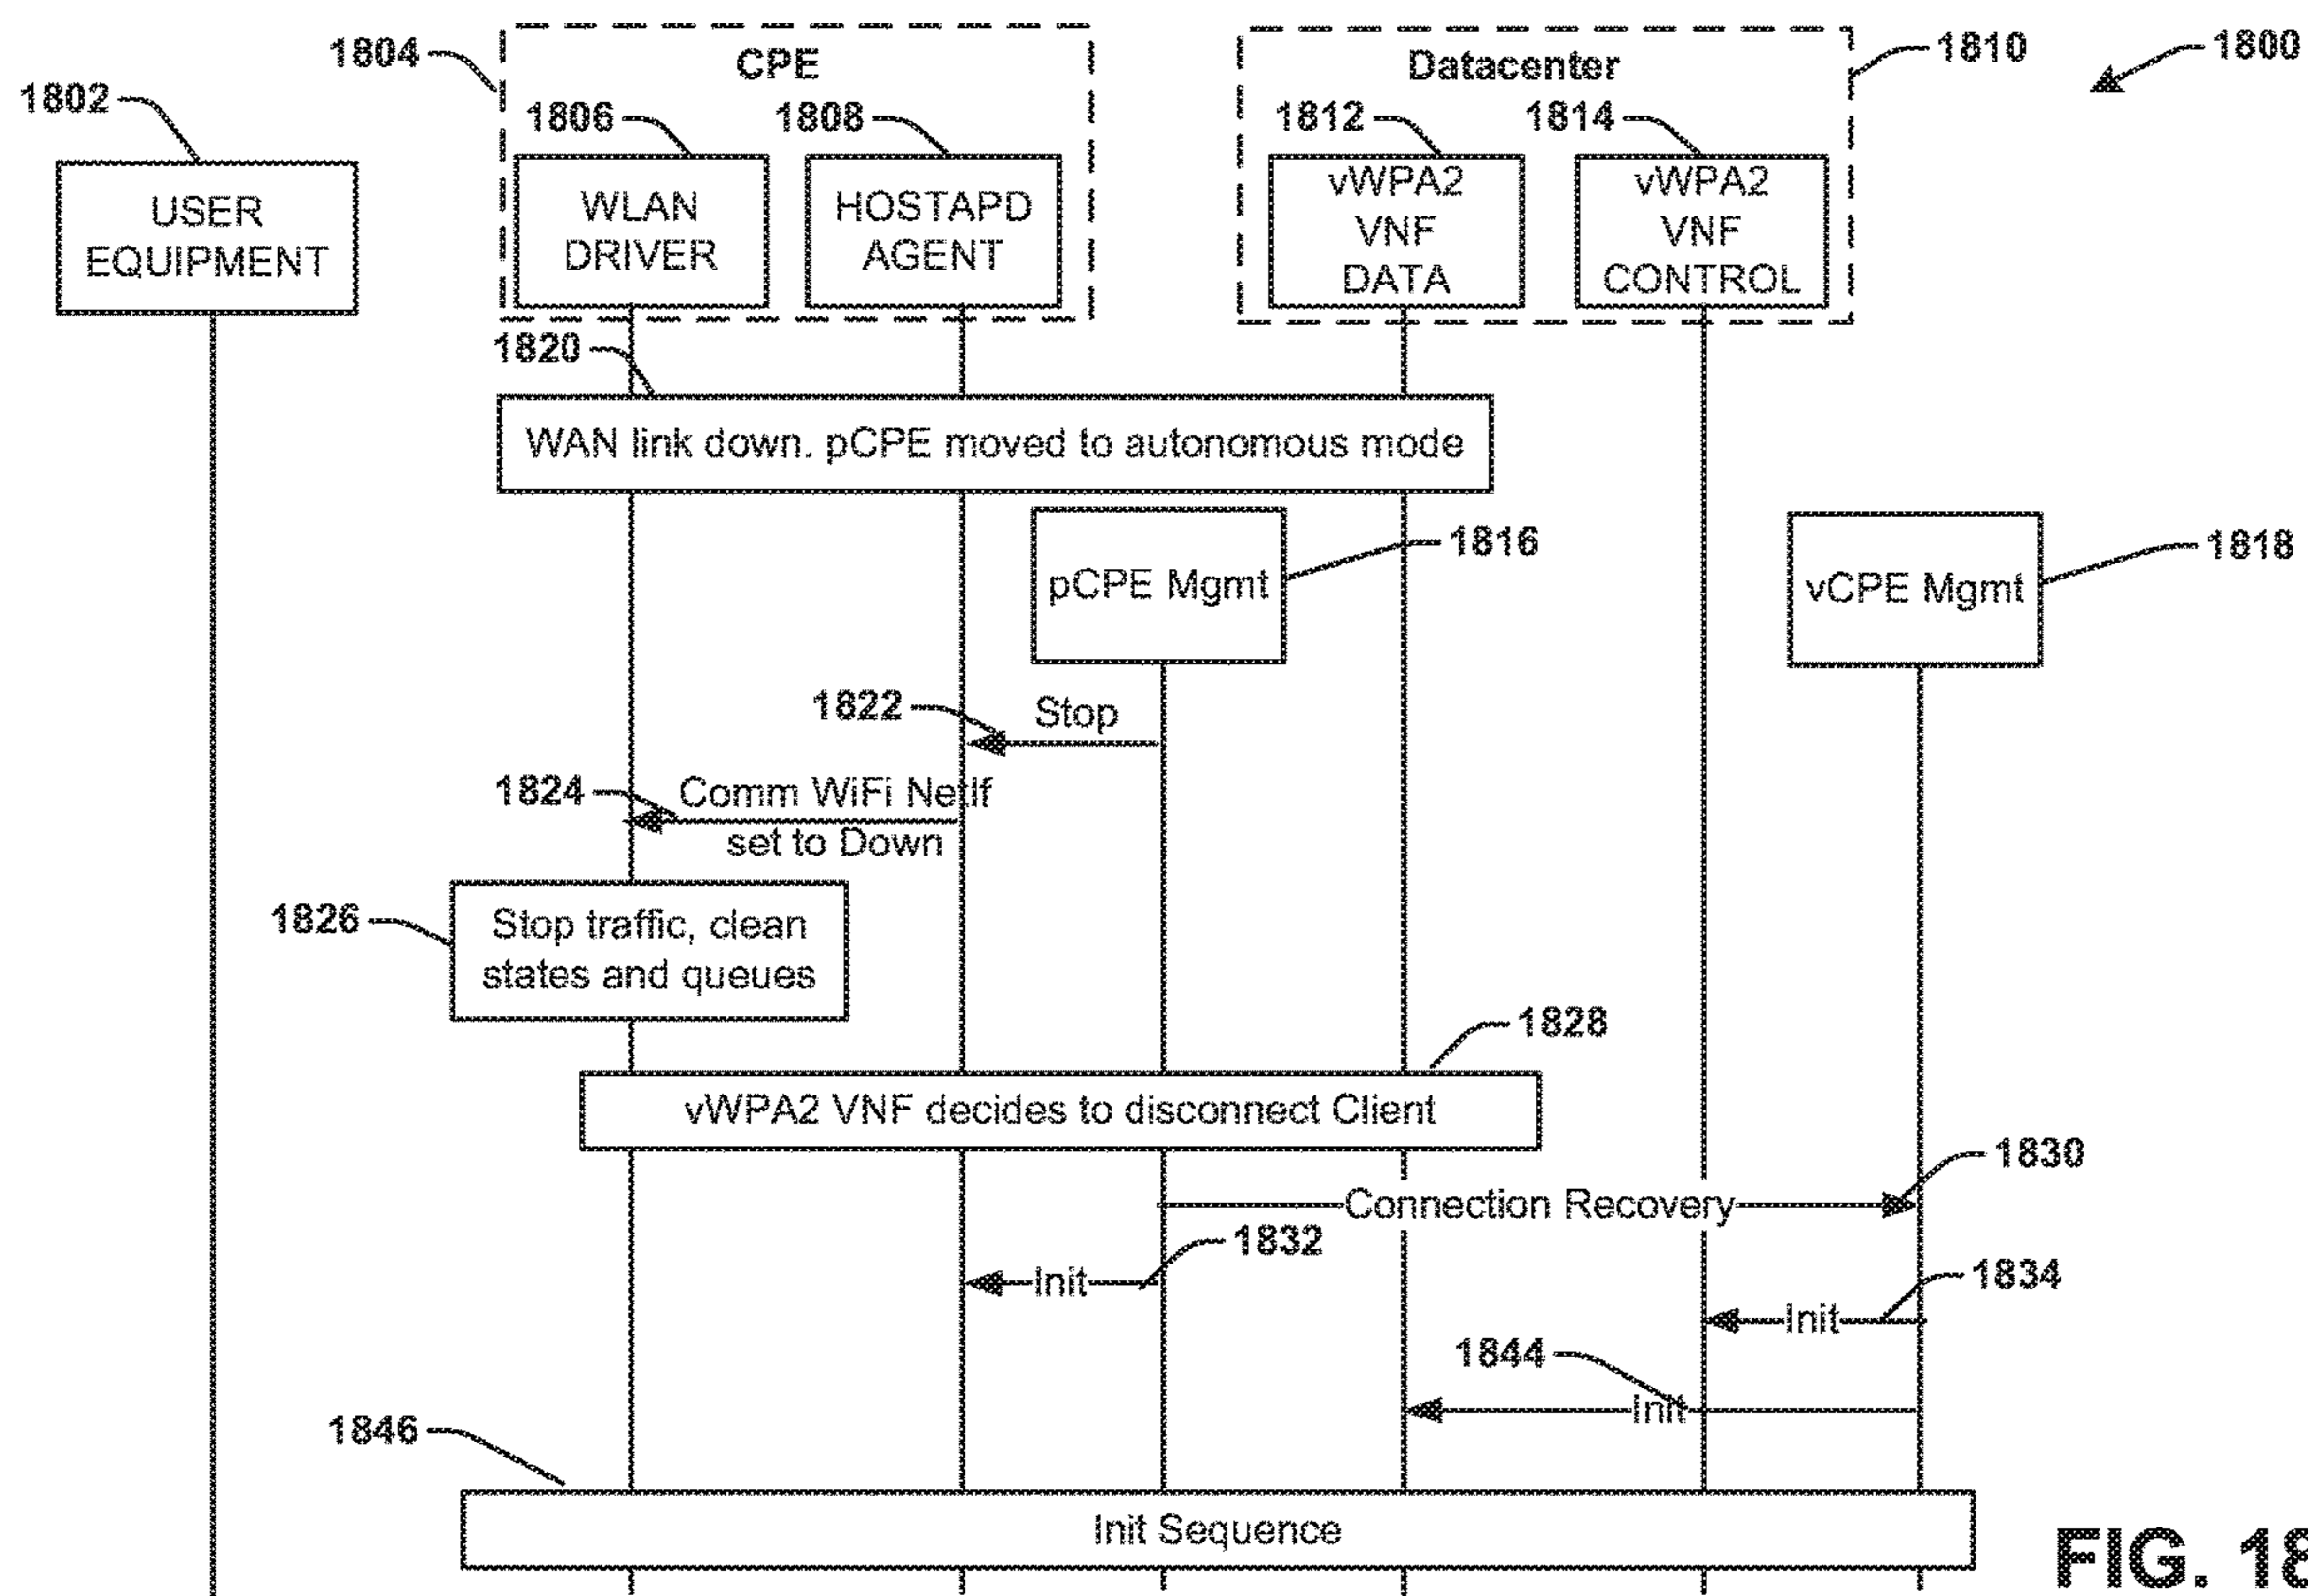 1804
CPE
Datacenter
1810
1800
1802
1806
1808
1812
1814
USER
EQUIPMENT
WLAN
DRIVER
HOSTAPD
AGENT
vWPA2
VNF
DATA
vWPA2
VNF
CONTROL
1820
WAN link down. pCPE moved to autonomous mode
pCPE Mgmt
1816
vCPE Mgmt
1818
1822
Stop
1824
Comm WiFi NetIf
set to Down
1826
Stop traffic, clean
states and queues
1828
vWPA2 VNF decides to disconnect Client
1830
Connection Recovery
1832
Init
1834
Init
1844
Init
1846
Init Sequence
FIG. 18